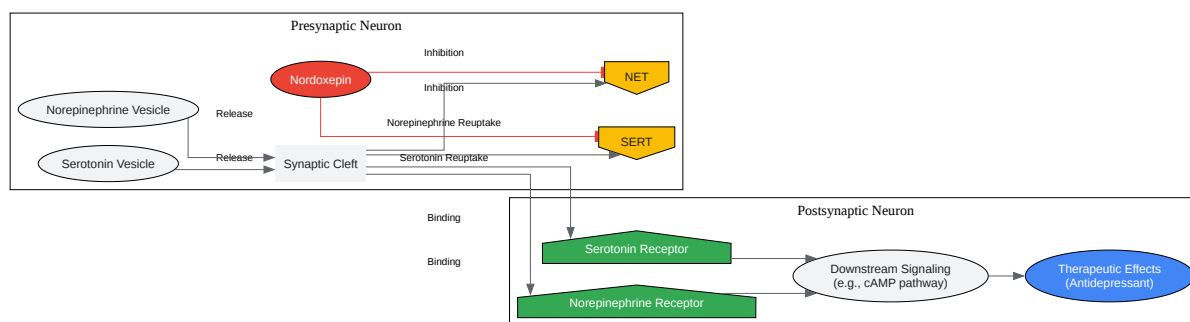 Presynaptic Neuron
Inhibition
Nordoxepin
NET
Inhibition
Norepinephrine Vesicle
Release
Norepinephrine Reuptake
SERT
Serotonin Vesicle
Release
Synaptic Cleft
Serotonin Reuptake
Postsynaptic Neuron
Binding
Serotonin Receptor
Binding
Downstream Signaling
(e.g., cAMP pathway)
Therapeutic Effects
(Antidepressant)
Norepinephrine Receptor